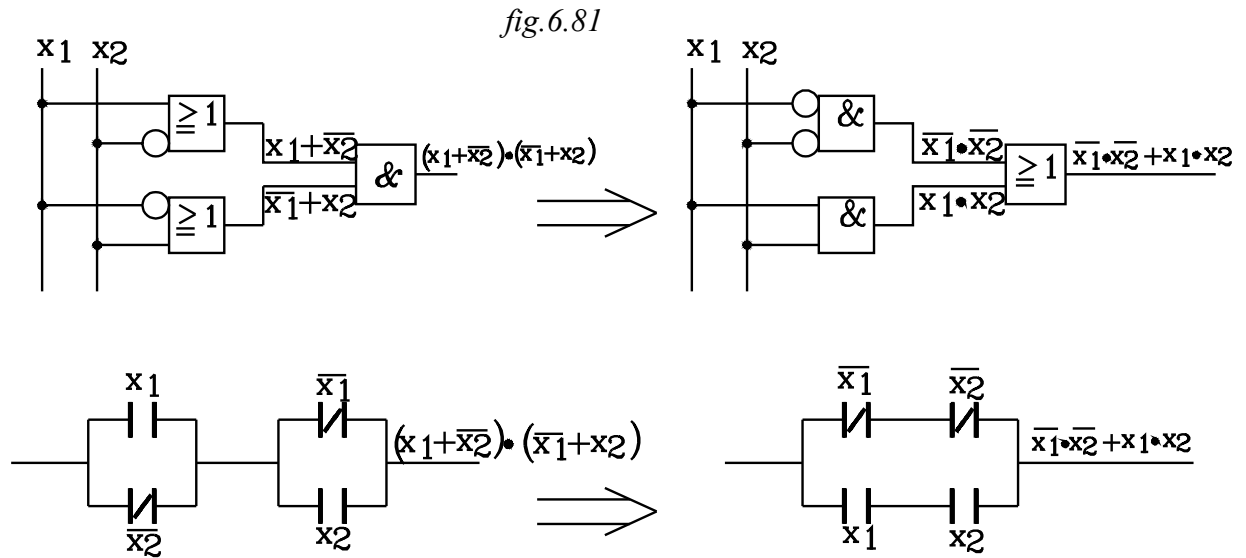 fig.6.81
x1 x2
≥1
x1+x̅2̅
&
(x1+x̅2̅)•(x̅1̅+x2)
x̅1̅+x2
≥1
x1 x2
&
x̅1̅•x̅2̅
≥1
x̅1̅•x̅2̅+x1•x2
x1•x2
&
x1
x̅2̅
x̅1̅
x2
(x1+x̅2̅)•(x̅1̅+x2)
x̅1̅
x̅2̅
x1
x2
x̅1̅•x̅2̅+x1•x2